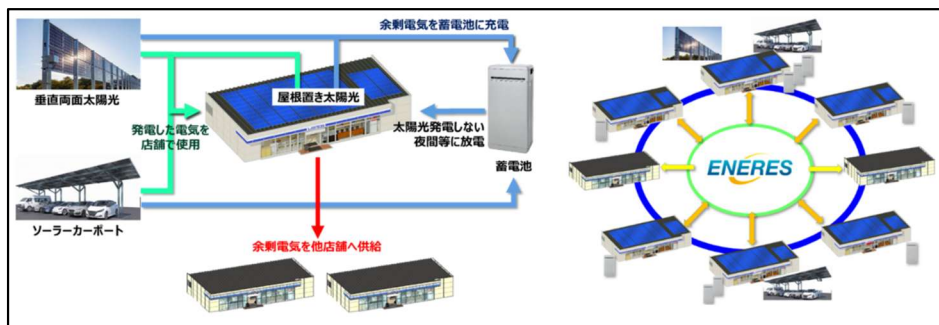 余剰電気を蓄電池に充電
垂直両面太陽光
屋根置き太陽光
発電した電気を
店舗で使用
太陽光発電しない
夜間等に放電
蓄電池
ソーラーカーポート
余剰電気を他店舗へ供給
ENERES